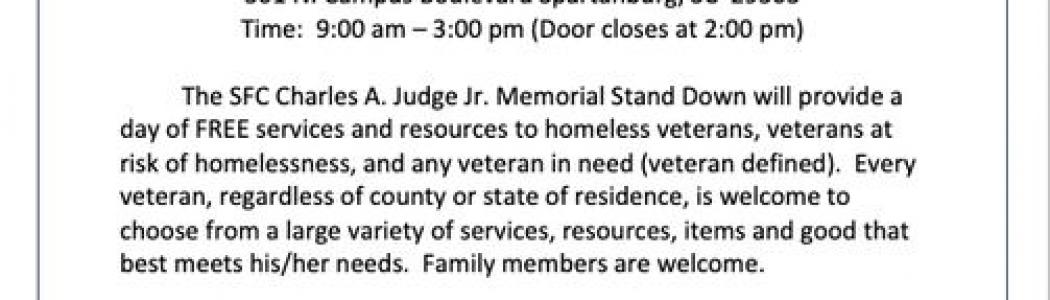 Time: 9:00 am – 3:00 pm (Door closes at 2:00 pm)
The SFC Charles A. Judge Jr. Memorial Stand Down will provide a
day of FREE services and resources to homeless veterans, veterans at
risk of homelessness, and any veteran in need (veteran defined). Every
veteran, regardless of county or state of residence, is welcome to
choose from a large variety of services, resources, items and good that
best meets his/her needs. Family members are welcome.